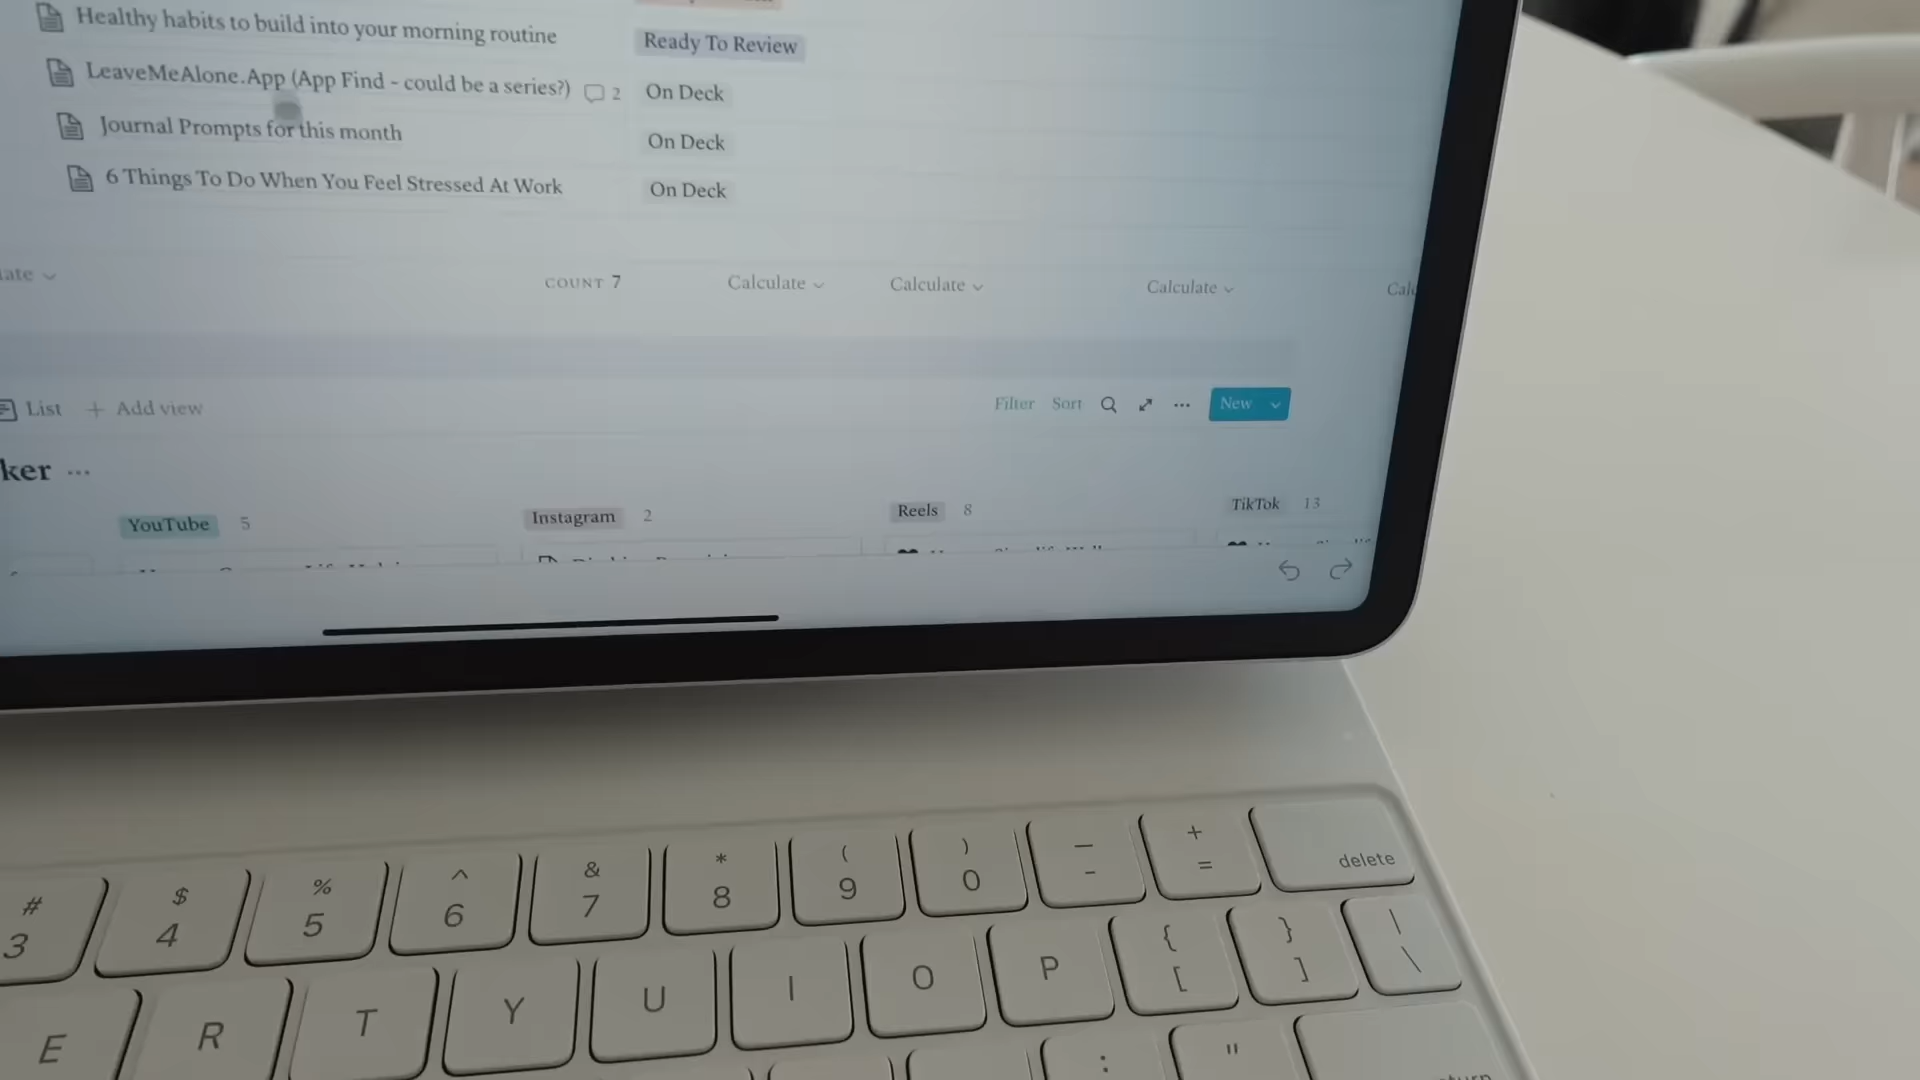 Healthy habits to build into your morning routine
Ready To Review
LeaveMeAlone.App (App Find - could be a series?) 2
On Deck
Journal Prompts for this month
On Deck
6 Things To Do When You Feel Stressed At Work
On Deck
COUNT 7
Calculate
Calculate
Calculate
List + Add view
Filter Sort
New
ker ...
YouTube 5
Instagram 2
Reels 8
TikTok 13
# $ % ^ & * ( ) — +
3 4 5 6 7 8 9 0 - = delete
E R T Y U I O P { [ } ] | \
: "